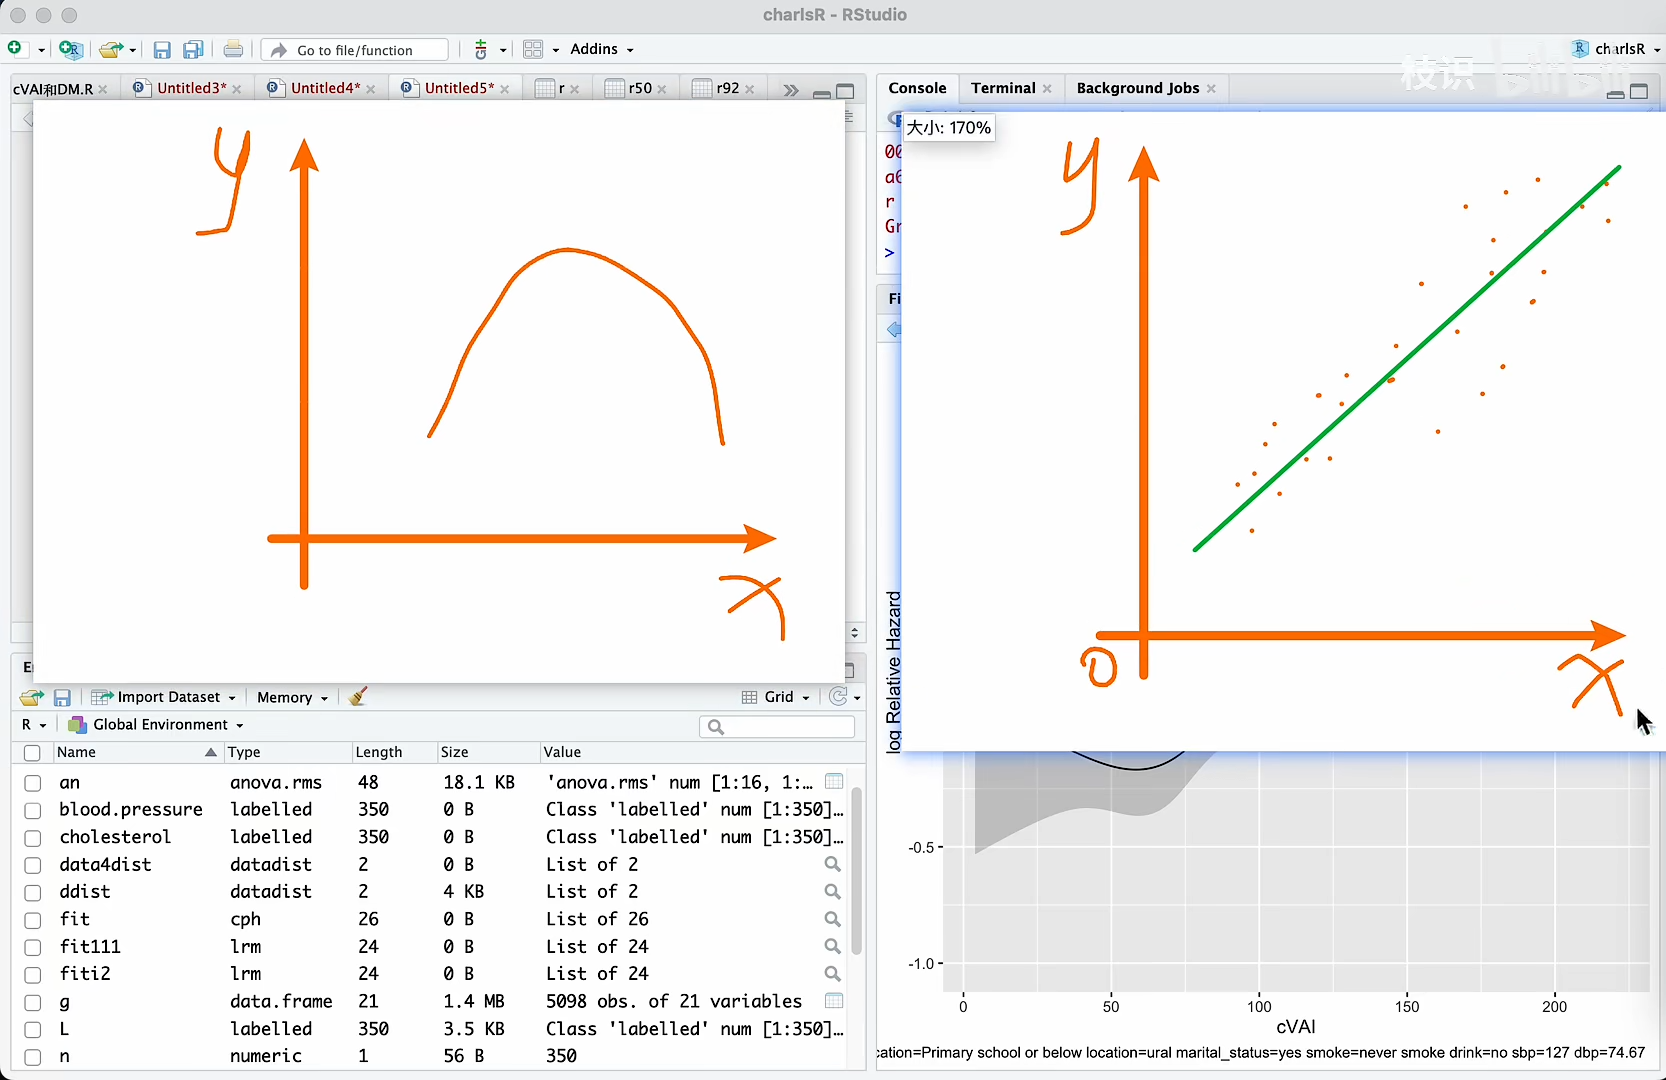 charlsR - RStudio
Go to file/function
Addins
charlsR
枝识 bilibili
cVAI和DM.R
Untitled3*
Untitled4*
Untitled5*
r
r50
r92
Console
Terminal
Background Jobs
大小: 170%
00
a6
r
Gr
>
Fi
y
x
y
0
x
log Relative Hazard
-0.5
-1.0
0 50 100 150 200
cVAI
cation=Primary school or below location=ural marital_status=yes smoke=never smoke drink=no sbp=127 dbp=74.67
Import Dataset
Memory
Grid
R
Global Environment
Name Type Length Size Value
an anova.rms 48 18.1 KB 'anova.rms' num [1:16, 1:…
blood.pressure labelled 350 0 B Class 'labelled' num [1:350]…
cholesterol labelled 350 0 B Class 'labelled' num [1:350]…
data4dist datadist 2 0 B List of 2
ddist datadist 2 4 KB List of 2
fit cph 26 0 B List of 26
fit111 lrm 24 0 B List of 24
fiti2 lrm 24 0 B List of 24
g data.frame 21 1.4 MB 5098 obs. of 21 variables
L labelled 350 3.5 KB Class 'labelled' num [1:350]…
n numeric 1 56 B 350